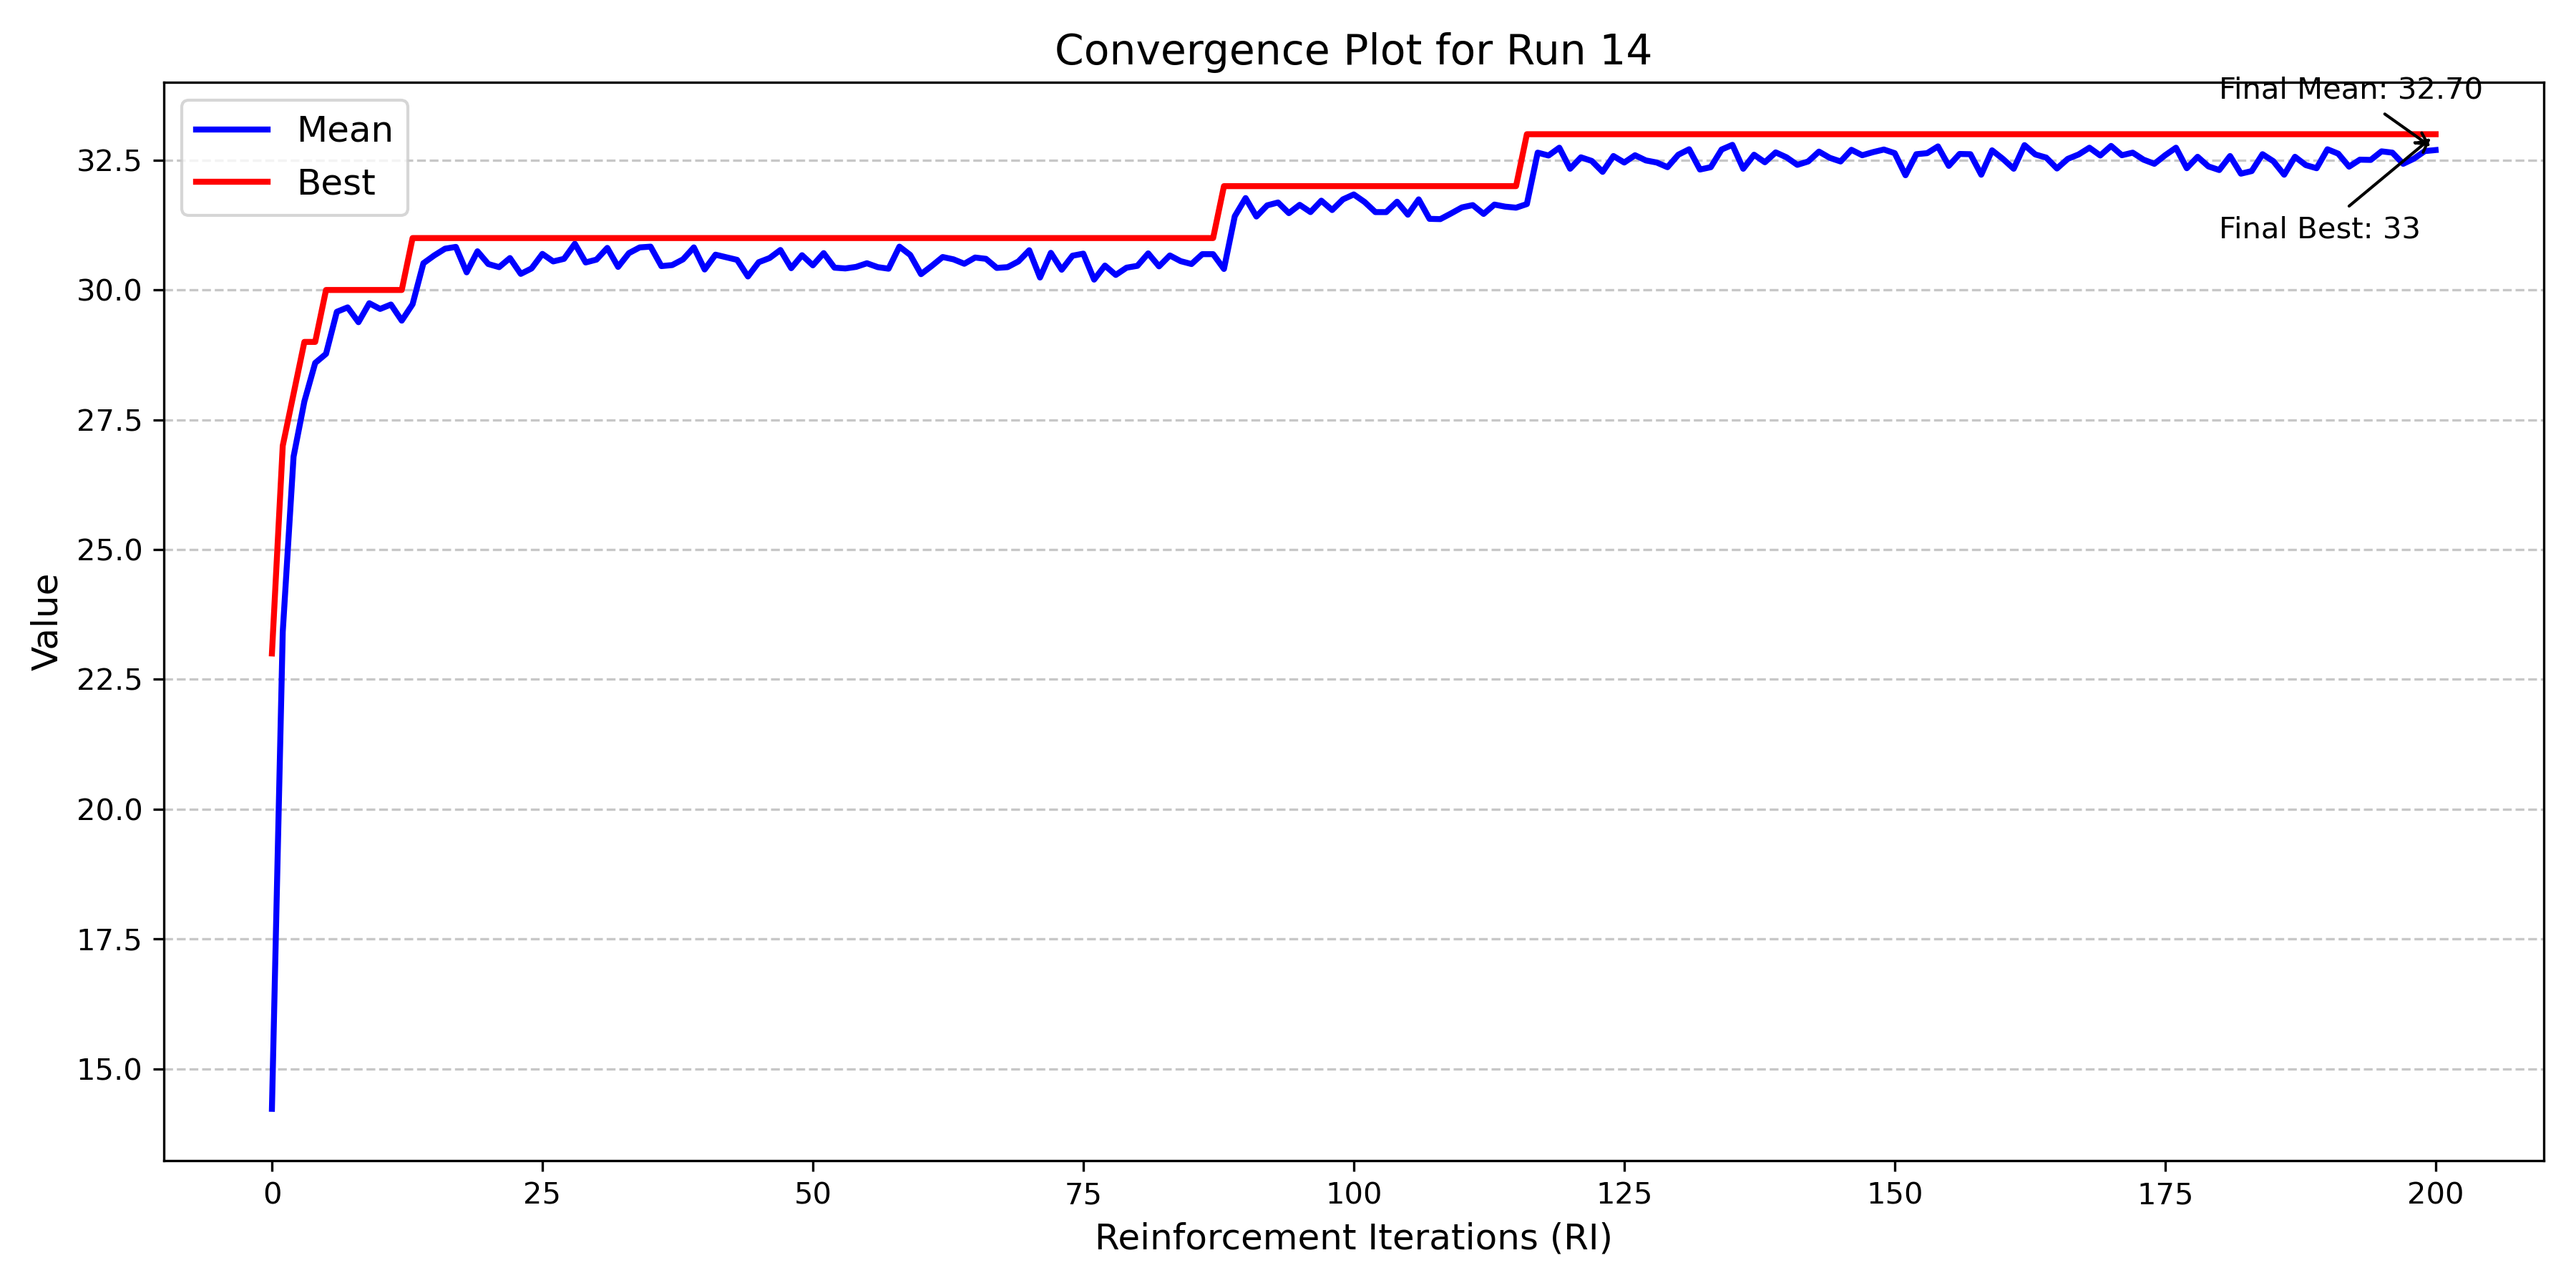 Convergence Plot for Run 14
Final Mean: 32.70
Mean
Best
Final Best: 33
32.5
30.0
27.5
25.0
22.5
20.0
17.5
15.0
Value
0 25 50 75 100 125 150 175 200
Reinforcement Iterations (RI)